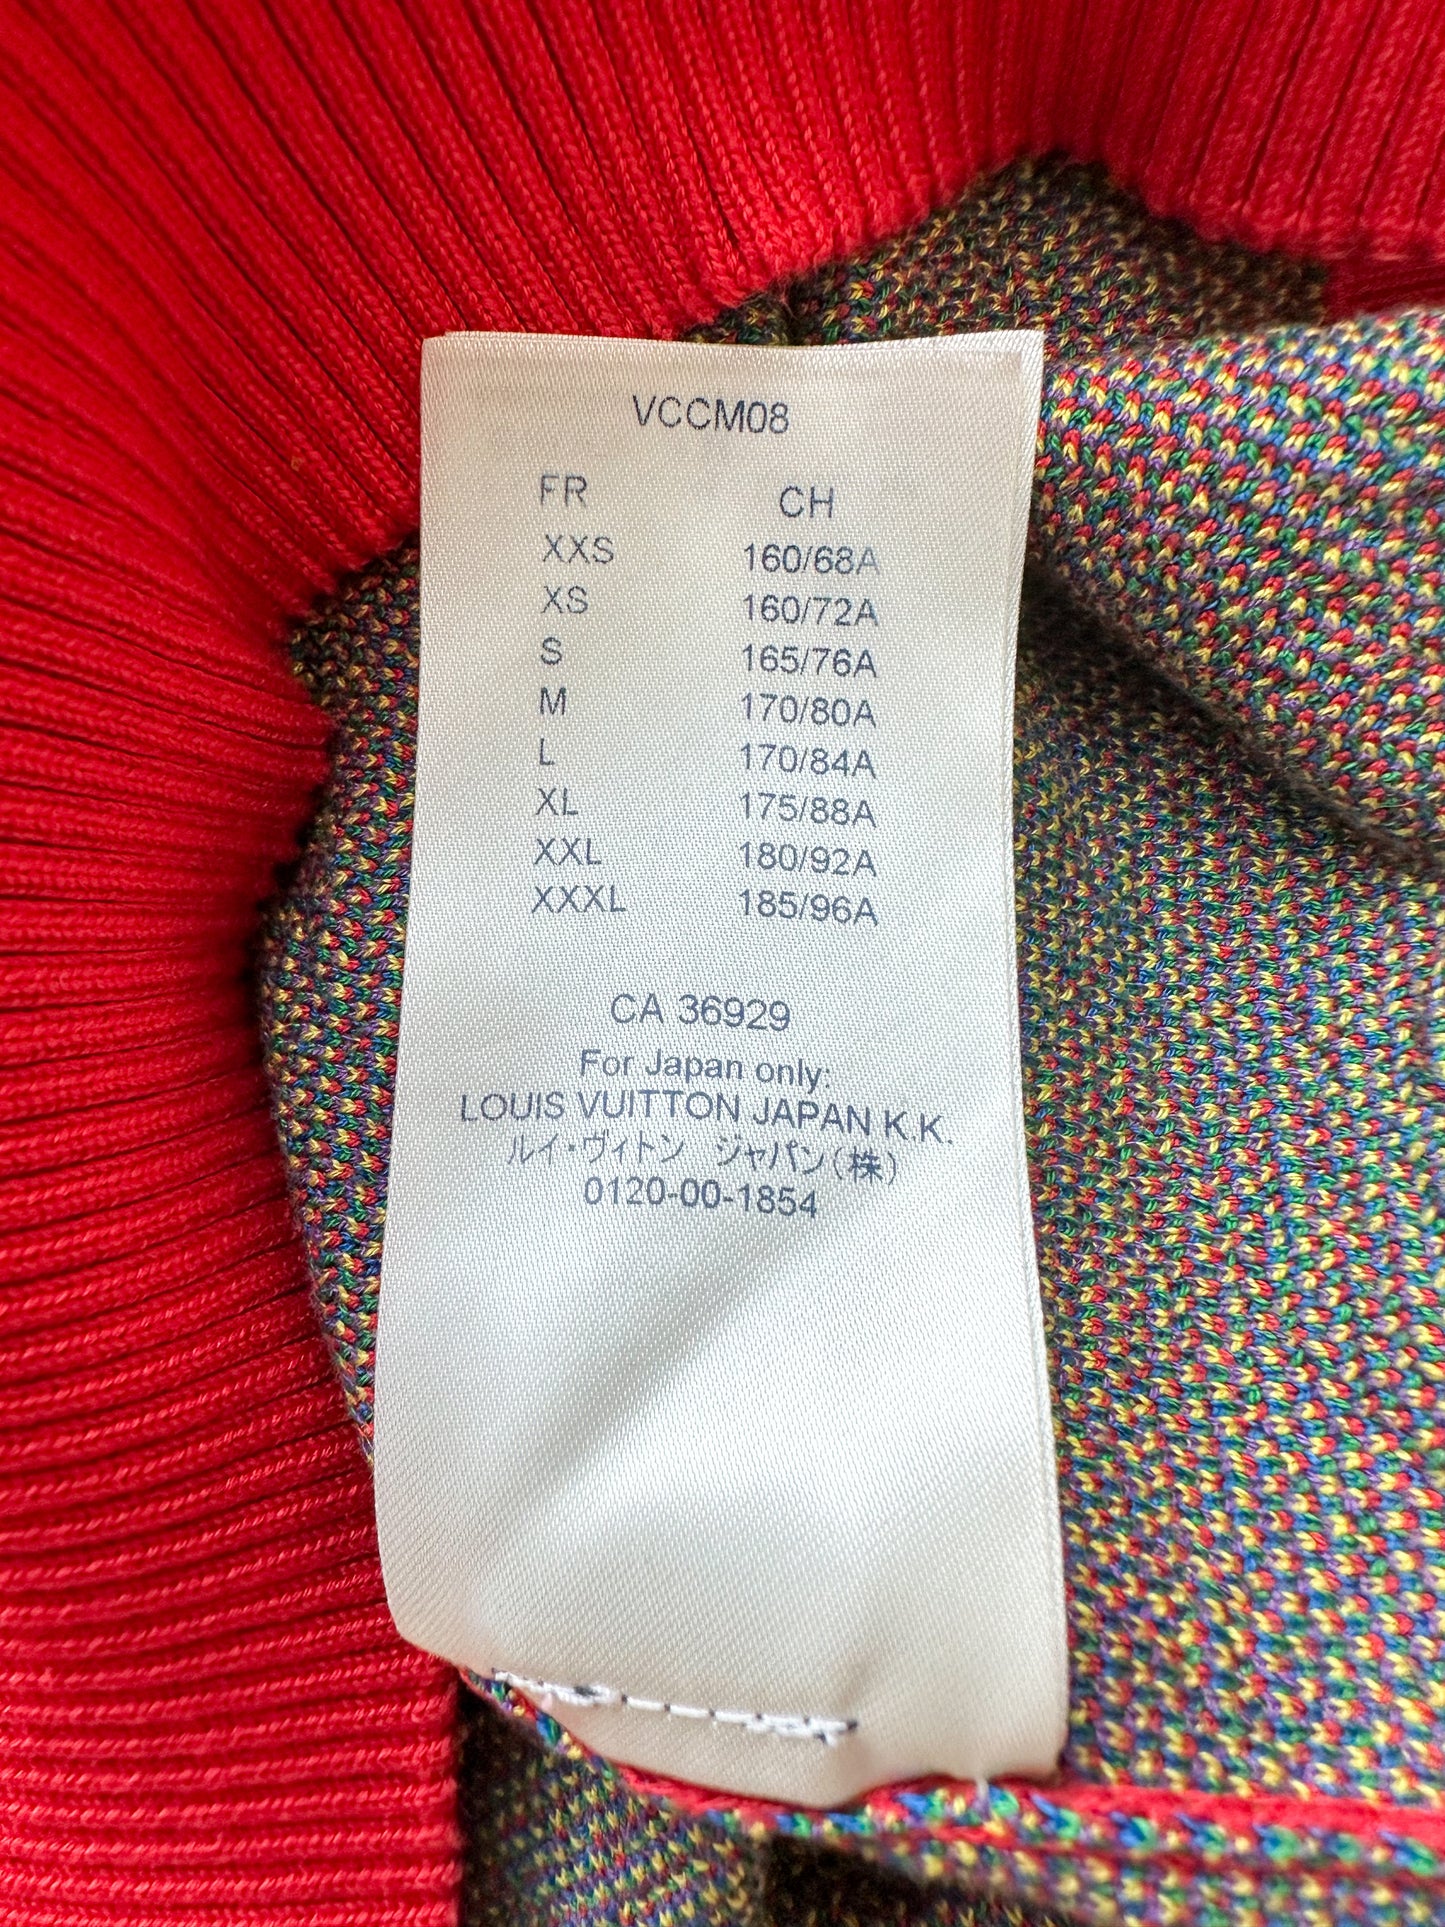 VCCM08
FR CH
XXS 160/68A
XS 160/72A
S 165/76A
M 170/80A
L 170/84A
XL 175/88A
XXL 180/92A
XXXL 185/96A
CA 36929
For Japan only:
LOUIS VUITTON JAPAN K.K.
ルイ・ヴィトン ジャパン(株)
0120-00-1854